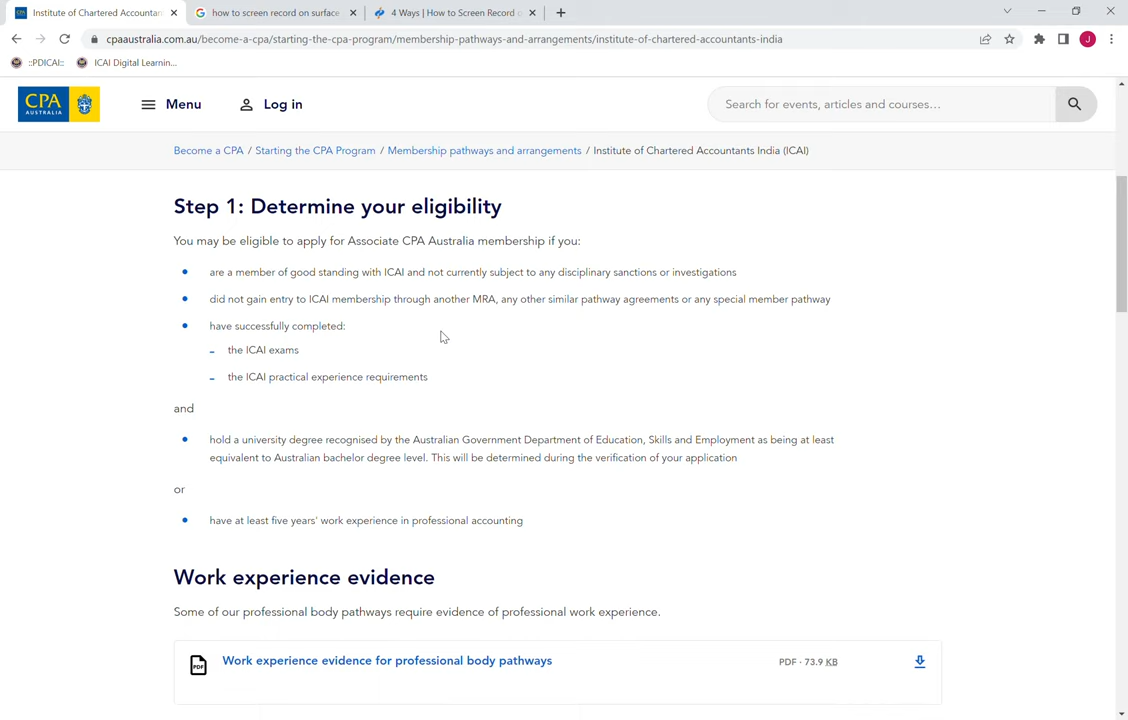 Institute of Chartered Accountan
how to screen record on surface
4 Ways | How to Screen Record o
cpaaustralia.com.au/become-a-cpa/starting-the-cpa-program/membership-pathways-and-arrangements/institute-of-chartered-accountants-india
J
::PDICAI::
ICAI Digital Learnin...
CPA
AUSTRALIA
Menu
Log in
Search for events, articles and courses...
Become a CPA / Starting the CPA Program / Membership pathways and arrangements / Institute of Chartered Accountants India (ICAI)
Step 1: Determine your eligibility
You may be eligible to apply for Associate CPA Australia membership if you:
are a member of good standing with ICAI and not currently subject to any disciplinary sanctions or investigations
did not gain entry to ICAI membership through another MRA, any other similar pathway agreements or any special member pathway
have successfully completed:
- the ICAI exams
- the ICAI practical experience requirements
and
hold a university degree recognised by the Australian Government Department of Education, Skills and Employment as being at least
equivalent to Australian bachelor degree level. This will be determined during the verification of your application
or
have at least five years' work experience in professional accounting
Work experience evidence
Some of our professional body pathways require evidence of professional work experience.
PDF
Work experience evidence for professional body pathways
PDF · 73.9 KB